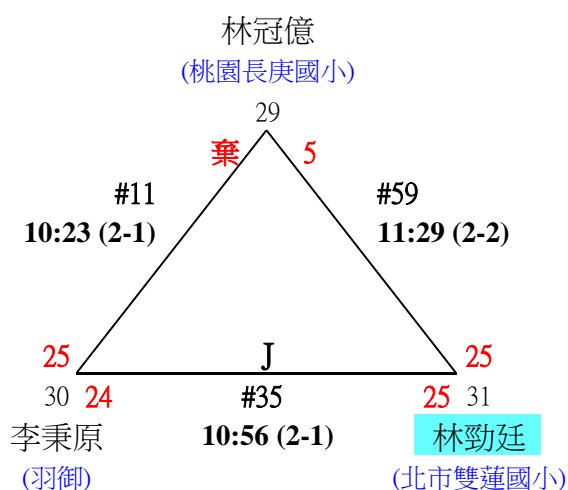 林冠億
(桃園長庚國小)
29
棄 5
#11 #59
10:23 (2-1) 11:29 (2-2)
25 J 25
30 24 #35 25 31
李秉原 10:56 (2-1) 林勁廷
(羽御) (北市雙蓮國小)